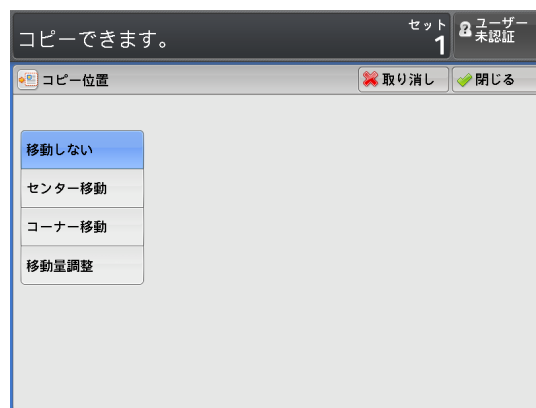 コピーできます。
セット
1
ユーザー
未認証
コピー位置
取り消し
閉じる
移動しない
センター移動
コーナー移動
移動量調整